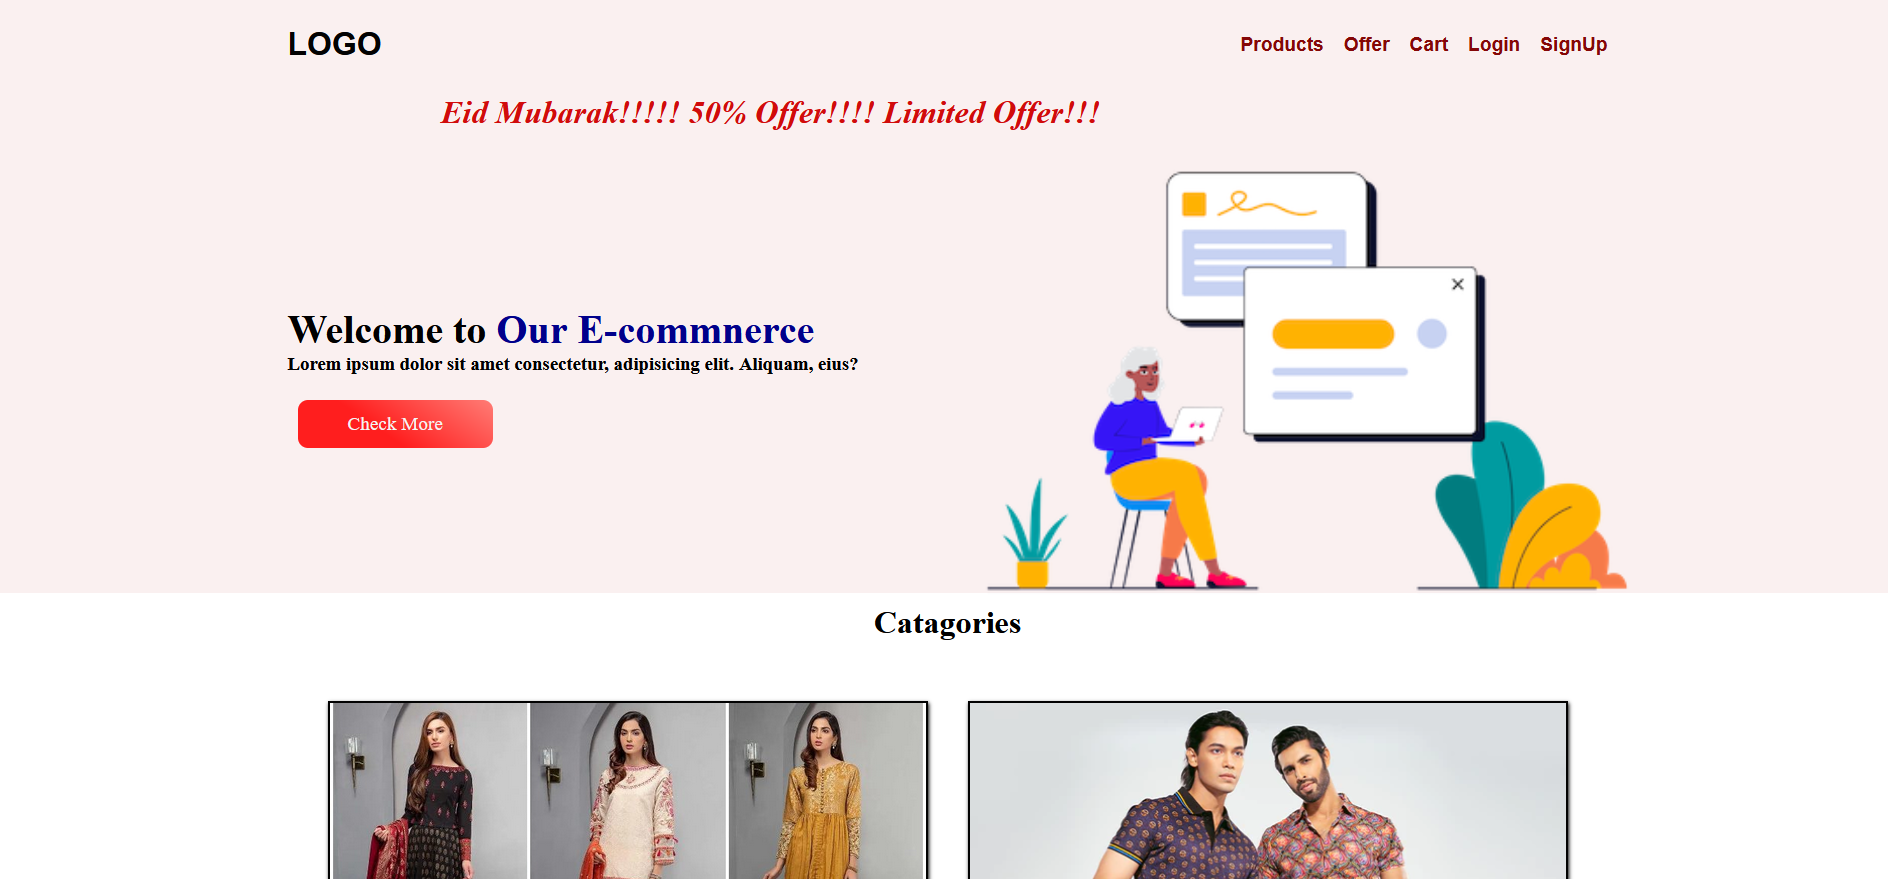 LOGO
Products Offer Cart Login SignUp
Eid Mubarak!!!!! 50% Offer!!!! Limited Offer!!!
Welcome to Our E-commnerce
Lorem ipsum dolor sit amet consectetur, adipisicing elit. Aliquam, eius?
Check More
Catagories